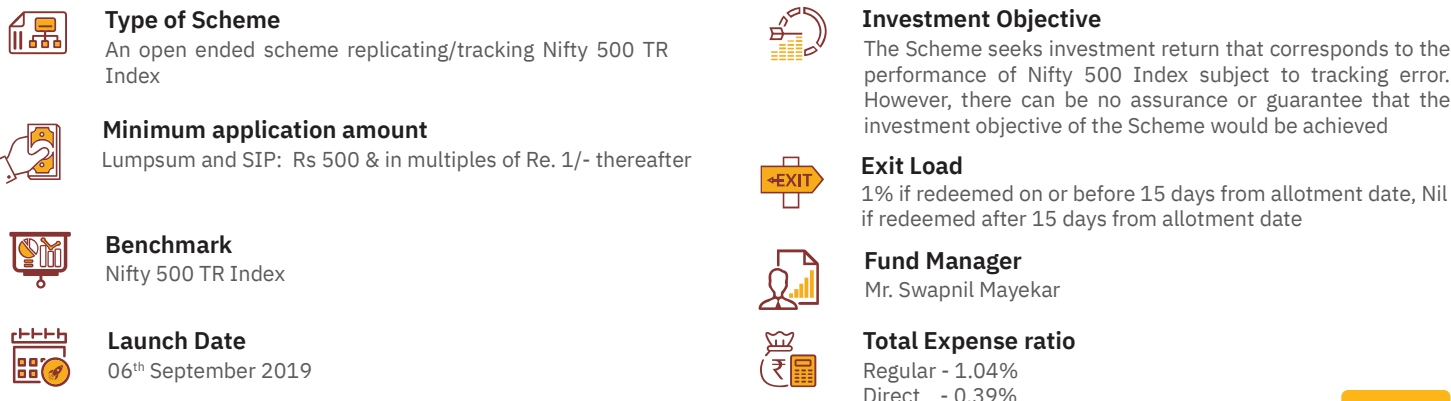 Type of Scheme
An open ended scheme replicating/tracking Nifty 500 TR
Index
Minimum application amount
Lumpsum and SIP: Rs 500 & in multiples of Re. 1/- thereafter
Benchmark
Nifty 500 TR Index
Launch Date
06th September 2019
Investment Objective
The Scheme seeks investment return that corresponds to the
performance of Nifty 500 Index subject to tracking error.
However, there can be no assurance or guarantee that the
investment objective of the Scheme would be achieved
EXIT
Exit Load
1% if redeemed on or before 15 days from allotment date, Nil
if redeemed after 15 days from allotment date
Fund Manager
Mr. Swapnil Mayekar
₹
Total Expense ratio
Regular - 1.04%
Direct - 0.39%